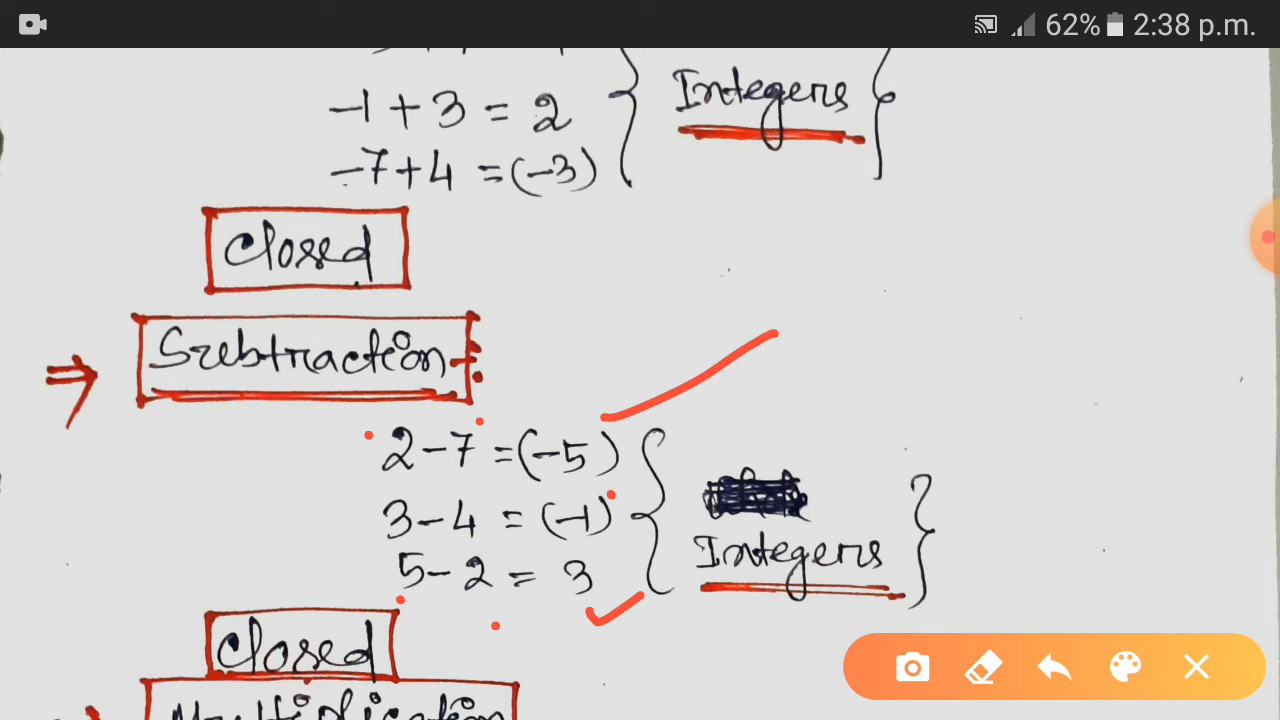 62% 2:38 p.m.
-1 + 3 = 2
-7 + 4 = (-3)
Integers
Closed
⇒ Subtraction:
2 - 7 = (-5)
3 - 4 = (-1)
5 - 2 = 3
Integers
Closed
Multiplication